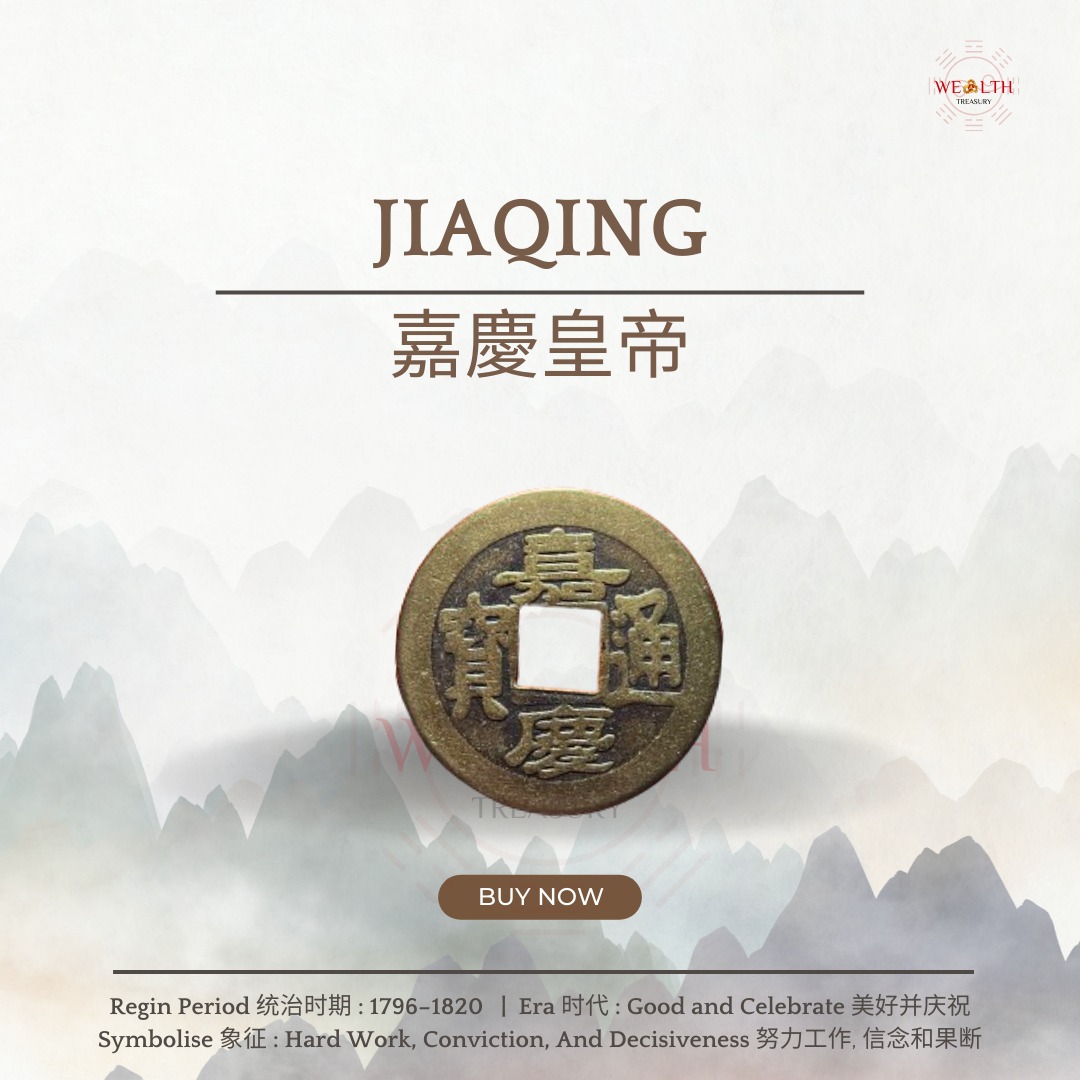 WEALTH
TREASURY
JIAQING
嘉慶皇帝
嘉
寶 通
慶
WEALTH
TREASURY
BUY NOW
Regin Period 统治时期 : 1796–1820 | Era 时代 : Good and Celebrate 美好并庆祝
Symbolise 象征 : Hard Work, Conviction, And Decisiveness 努力工作, 信念和果断